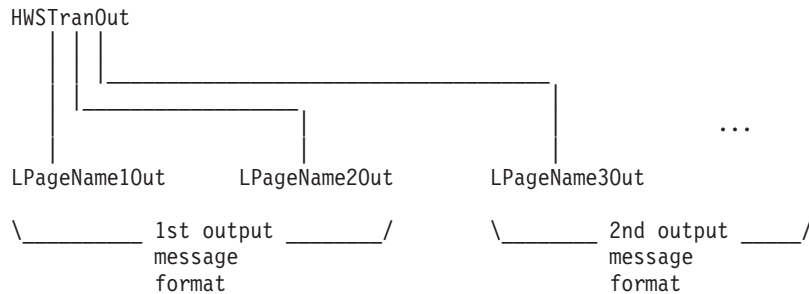 HWSTranOut
...
LPageName1Out LPageName2Out LPageName3Out
1st output 2nd output
message message
format format